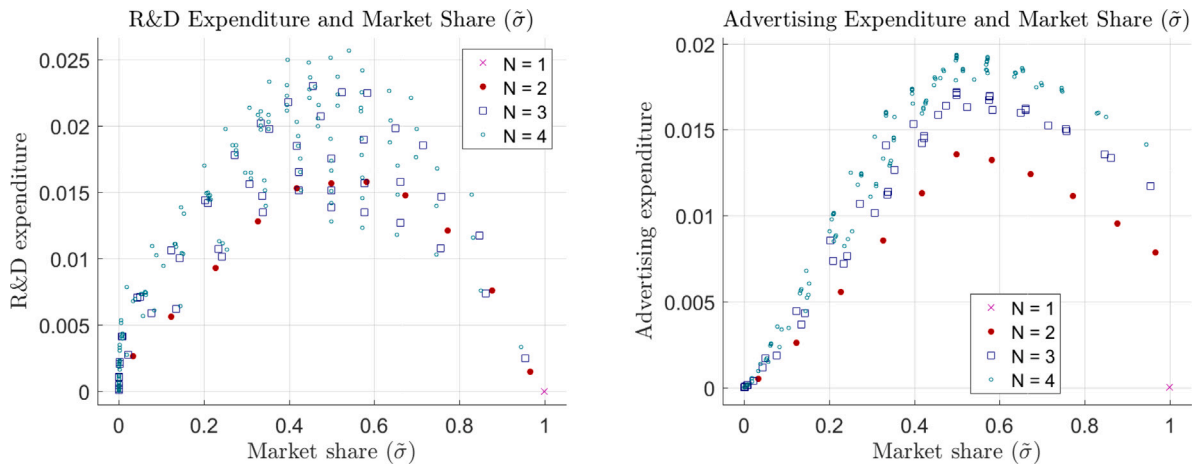 R&D Expenditure and Market Share (σ̃)
0.025
0.02
0.015
0.01
0.005
0
R&D expenditure
N = 1
N = 2
N = 3
N = 4
0
0.2
0.4
0.6
0.8
1
Market share (σ̃)
Advertising Expenditure and Market Share (σ̃)
0.02
0.015
0.01
0.005
0
Advertising expenditure
N = 1
N = 2
N = 3
N = 4
0
0.2
0.4
0.6
0.8
1
Market share (σ̃)